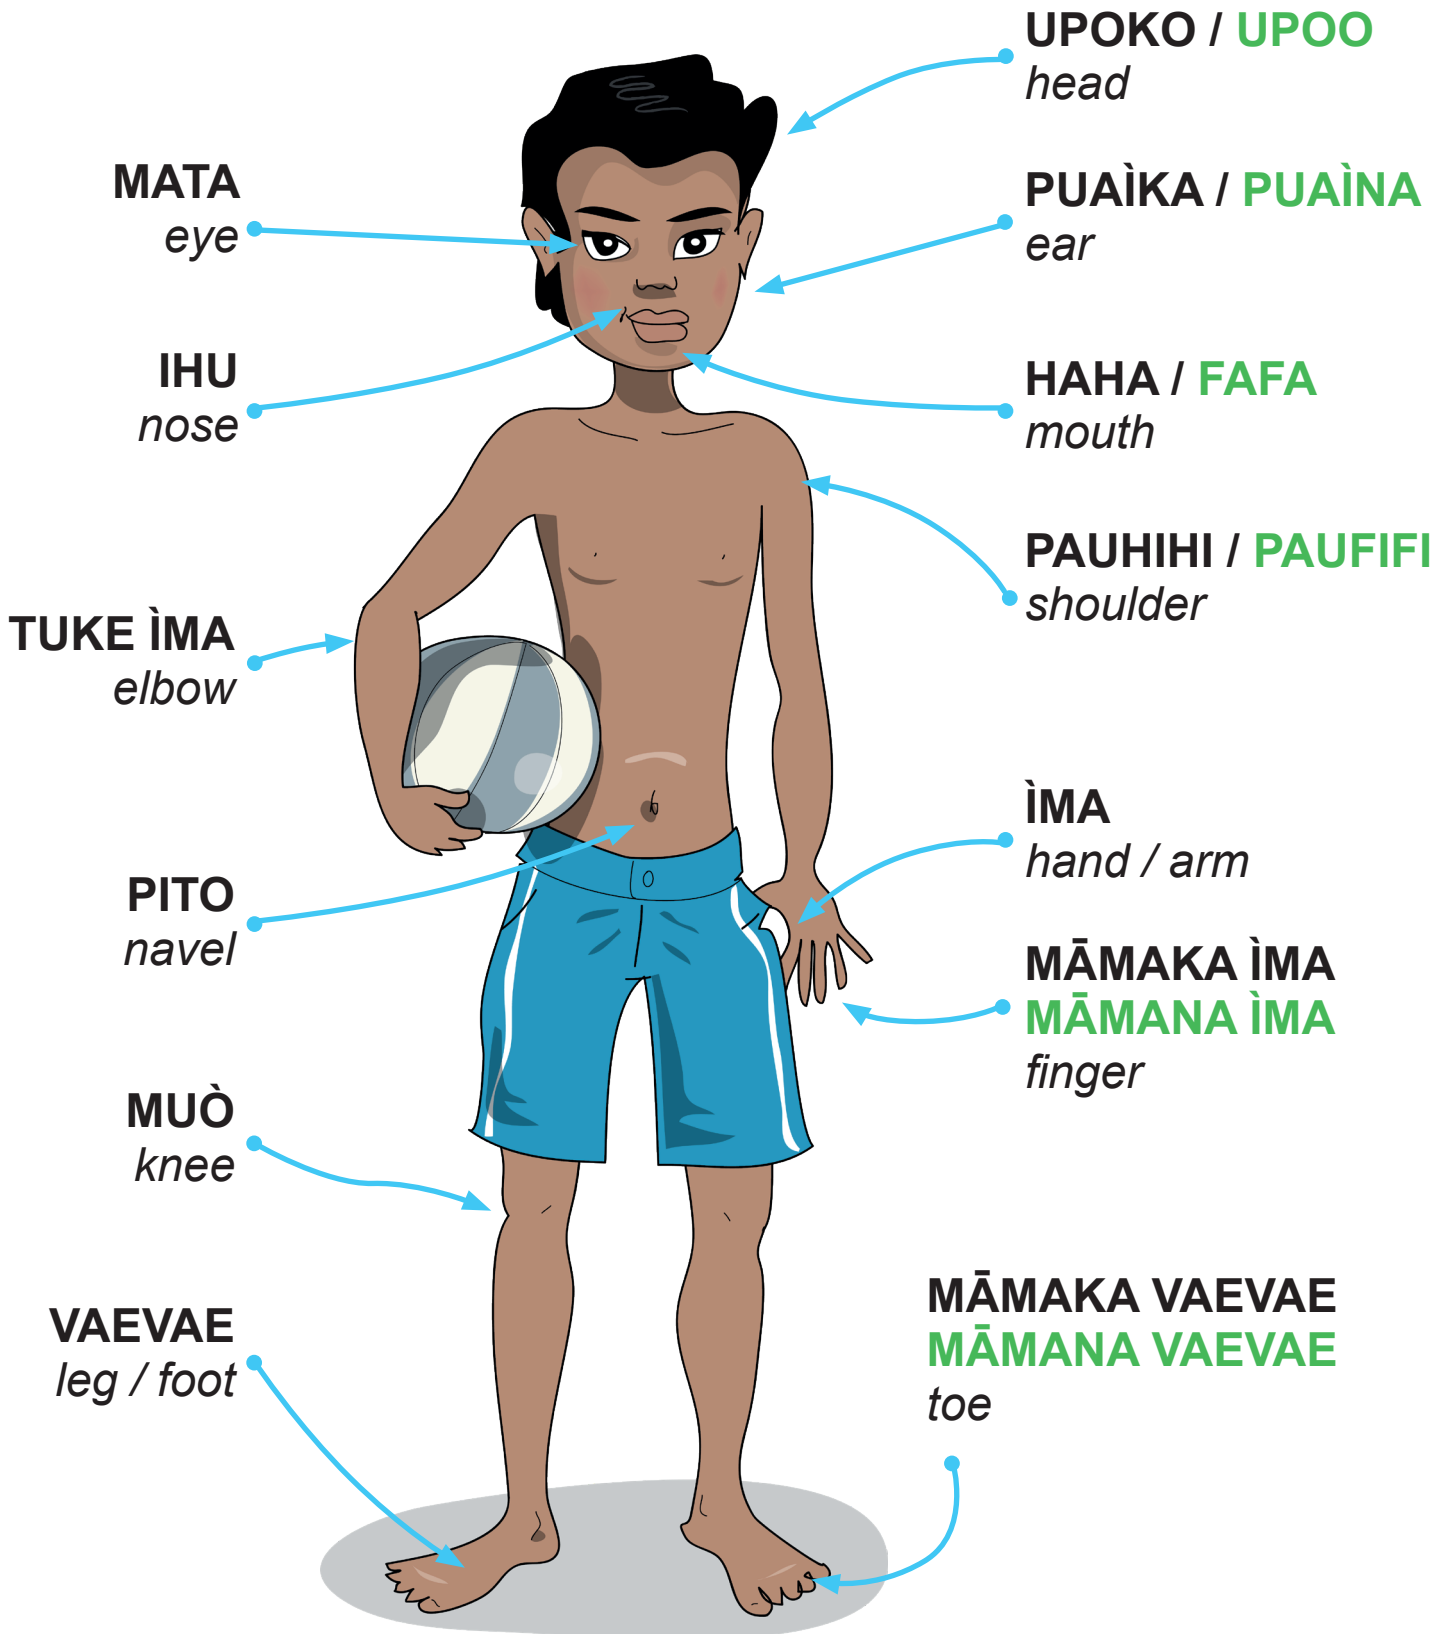 UPOKO / UPOO
head
MATA
eye
PUAÌKA / PUAÌNA
ear
IHU
nose
HAHA / FAFA
mouth
PAUHIHI / PAUFIFI
shoulder
TUKE ÌMA
elbow
ÌMA
hand / arm
PITO
navel
MĀMAKA ÌMA
MĀMANA ÌMA
finger
MUÒ
knee
MĀMAKA VAEVAE
MĀMANA VAEVAE
toe
VAEVAE
leg / foot